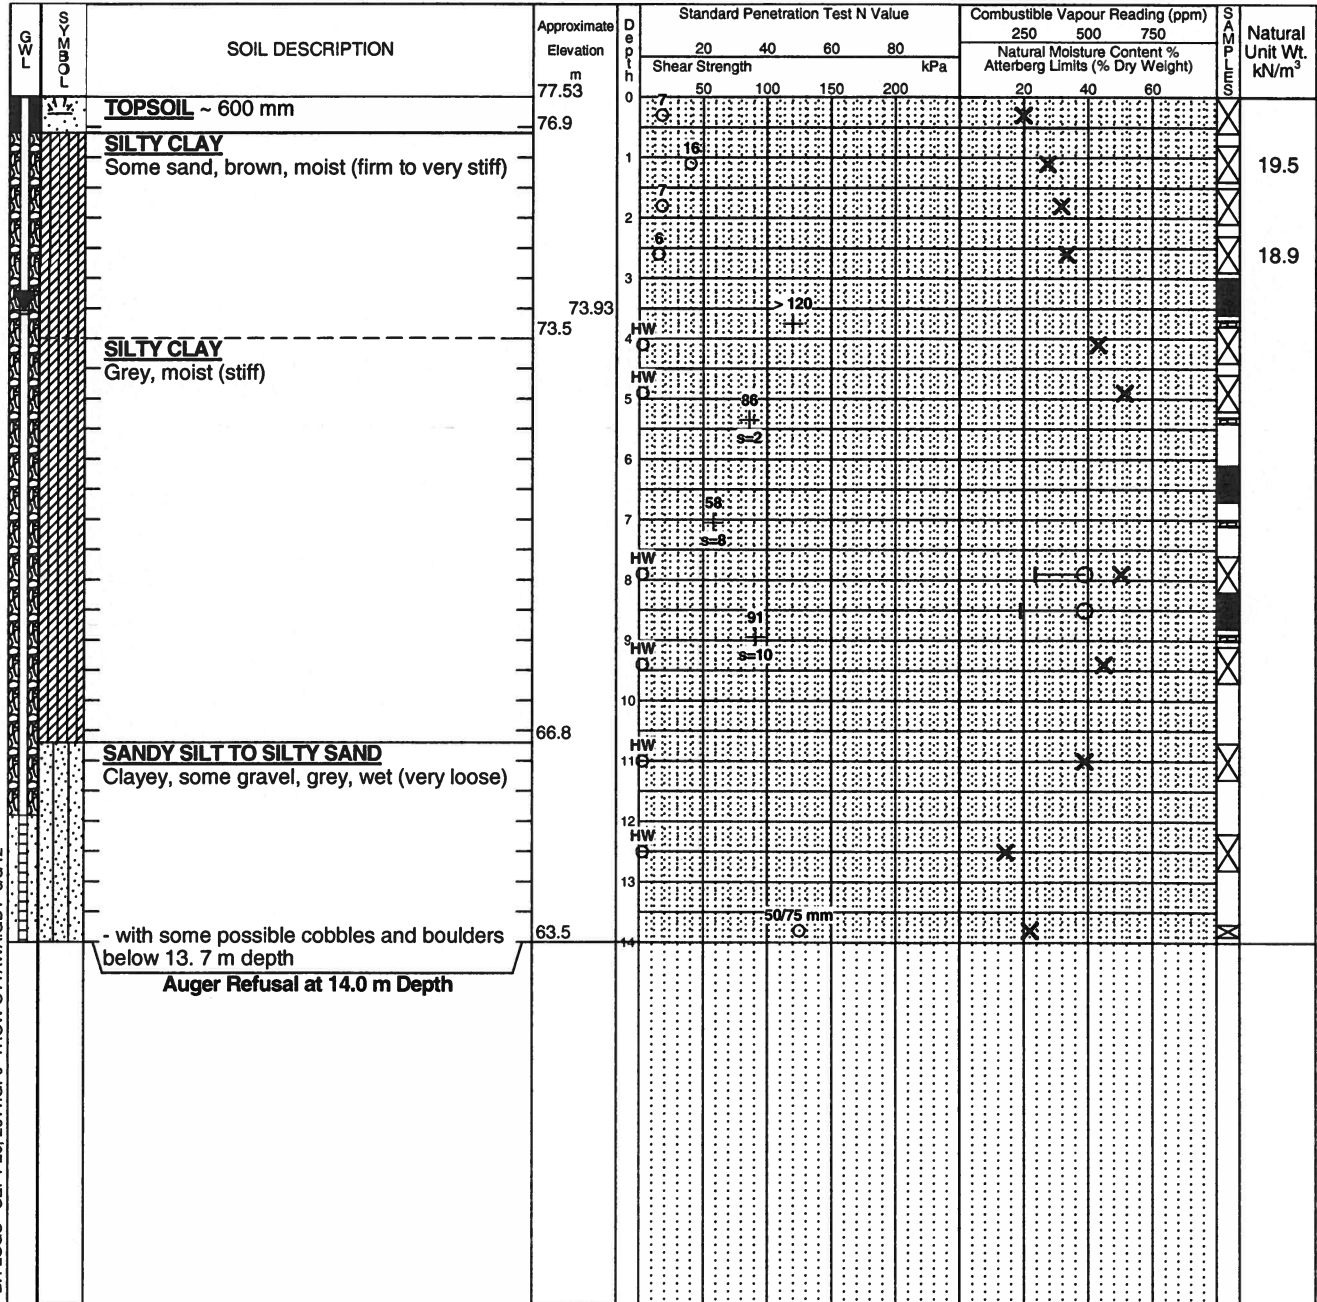 GWL
SYMBOL
SOIL DESCRIPTION
Approximate
Elevation
m
77.53
Depth
Standard Penetration Test N Value
20 40 60 80
Shear Strength kPa
50 100 150 200
Combustible Vapour Reading (ppm)
250 500 750
Natural Moisture Content %
Atterberg Limits (% Dry Weight)
20 40 60
SAMPLES
Natural
Unit Wt.
kN/m³
0
TOPSOIL ~ 600 mm
7
76.9
SILTY CLAY
Some sand, brown, moist (firm to very stiff)
16
1
19.5
7
2
6
18.9
3
73.93
> 120
73.5
HW
4
SILTY CLAY
Grey, moist (stiff)
HW
5
86
s=2
6
58
7
s=8
HW
8
91
9
HW
s=10
10
66.8
SANDY SILT TO SILTY SAND
Clayey, some gravel, grey, wet (very loose)
HW
11
12
HW
13
50/75 mm
- with some possible cobbles and boulders
63.5
14
below 13. 7 m depth
Auger Refusal at 14.0 m Depth